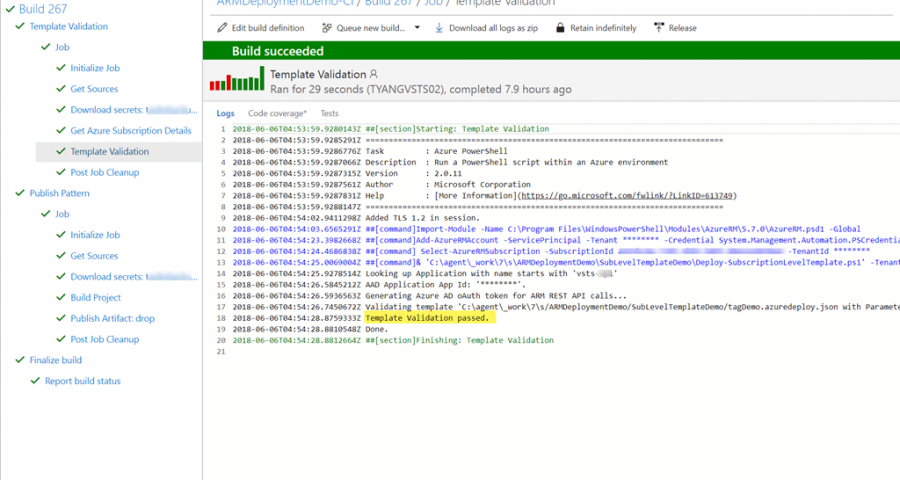 Build 267
Template Validation
Job
Initialize Job
Get Sources
Download secrets:
Get Azure Subscription Details
Template Validation
Post Job Cleanup
Publish Pattern
Job
Initialize Job
Get Sources
Download secrets:
Build Project
Publish Artifact: drop
Post Job Cleanup
Finalize build
Report build status
ARMDeploymentDemo-CI / Build 267 / Job / Template Validation
Edit build definition Queue new build... Download all logs as zip Retain indefinitely Release
Build succeeded
Template Validation
Ran for 29 seconds (TYANGVSTS02), completed 7.9 hours ago
Logs Code coverage* Tests
1 2018-06-06T04:53:59.9280143Z ##[section]Starting: Template Validation
2 2018-06-06T04:53:59.9285291Z ==============================================================================
3 2018-06-06T04:53:59.9286776Z Task : Azure PowerShell
4 2018-06-06T04:53:59.9287066Z Description : Run a PowerShell script within an Azure environment
5 2018-06-06T04:53:59.9287315Z Version : 2.0.11
6 2018-06-06T04:53:59.9287561Z Author : Microsoft Corporation
7 2018-06-06T04:53:59.9287831Z Help : [More Information](https://go.microsoft.com/fwlink/?LinkID=613749)
8 2018-06-06T04:53:59.9288147Z ==============================================================================
9 2018-06-06T04:54:02.9411298Z Added TLS 1.2 in session.
10 2018-06-06T04:54:03.6565291Z ##[command]Import-Module -Name C:\Program Files\WindowsPowerShell\Modules\AzureRM\5.7.0\AzureRM.psd1 -Global
11 2018-06-06T04:54:23.3982668Z ##[command]Add-AzureRMAccount -ServicePrincipal -Tenant ******** -Credential System.Management.Automation.PSCredentia
12 2018-06-06T04:54:24.4686838Z ##[command] Select-AzureRMSubscription -SubscriptionId -TenantId ********
13 2018-06-06T04:54:25.0069004Z ##[command]& 'C:\agent\_work\7\s\ARMDeploymentDemo\SubLevelTemplateDemo\Deploy-SubscriptionLevelTemplate.ps1' -Tenant
14 2018-06-06T04:54:25.9278514Z Looking up Application with name starts with 'vsts- '
15 2018-06-06T04:54:26.5845212Z AAD Application App Id: '********'.
16 2018-06-06T04:54:26.5936563Z Generating Azure AD oAuth token for ARM REST API calls...
17 2018-06-06T04:54:26.7450672Z Validating template 'C:\agent\_work\7\s/ARMDeploymentDemo/SubLevelTemplateDemo/tagDemo.azuredeploy.json with Parame
18 2018-06-06T04:54:28.8759333Z Template Validation passed.
19 2018-06-06T04:54:28.8810548Z Done.
20 2018-06-06T04:54:28.8812664Z ##[section]Finishing: Template Validation
21